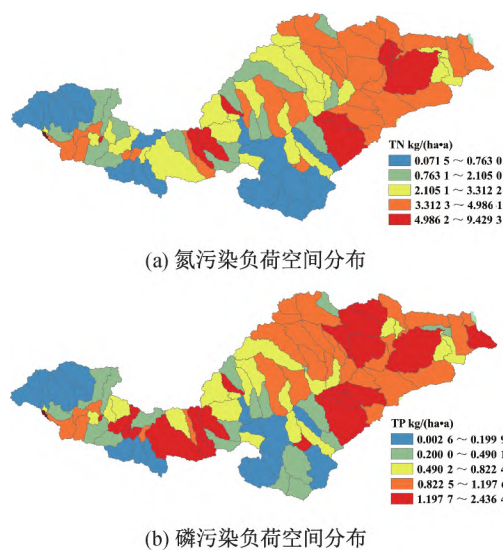 TN kg/(ha•a)
0.071 5 ～ 0.763 0
0.763 1 ～ 2.105 0
2.105 1 ～ 3.312 2
3.312 3 ～ 4.986 1
4.986 2 ～ 9.429 3
(a) 氮污染负荷空间分布
TP kg/(ha•a)
0.002 6 ～ 0.199 9
0.200 0 ～ 0.490 1
0.490 2 ～ 0.822 4
0.822 5 ～ 1.197 6
1.197 7 ～ 2.436 4
(b) 磷污染负荷空间分布